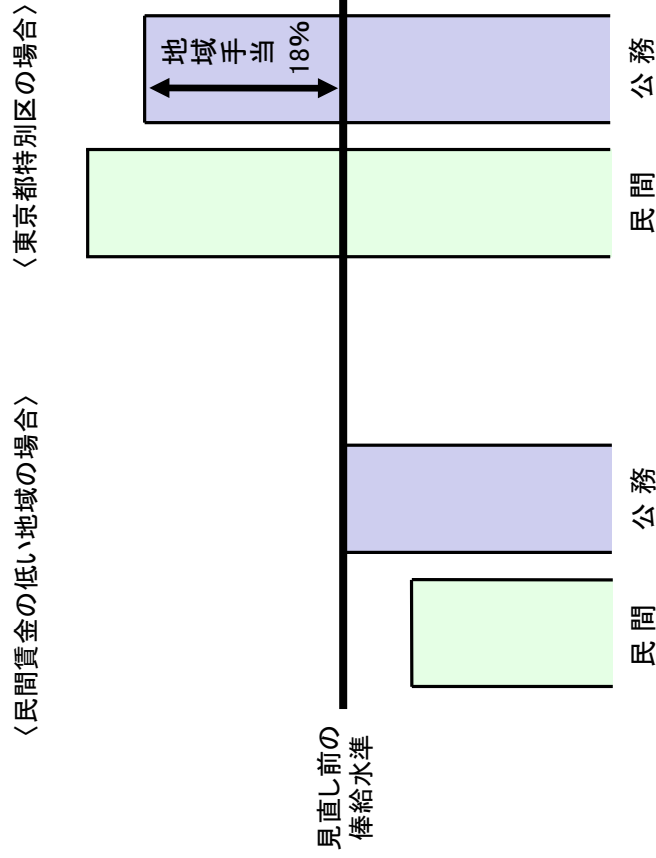 〈民間賃金の低い地域の場合〉
〈東京都特別区の場合〉
地域手当
18%
見直し前の
俸給水準
民間
公務
民間
公務